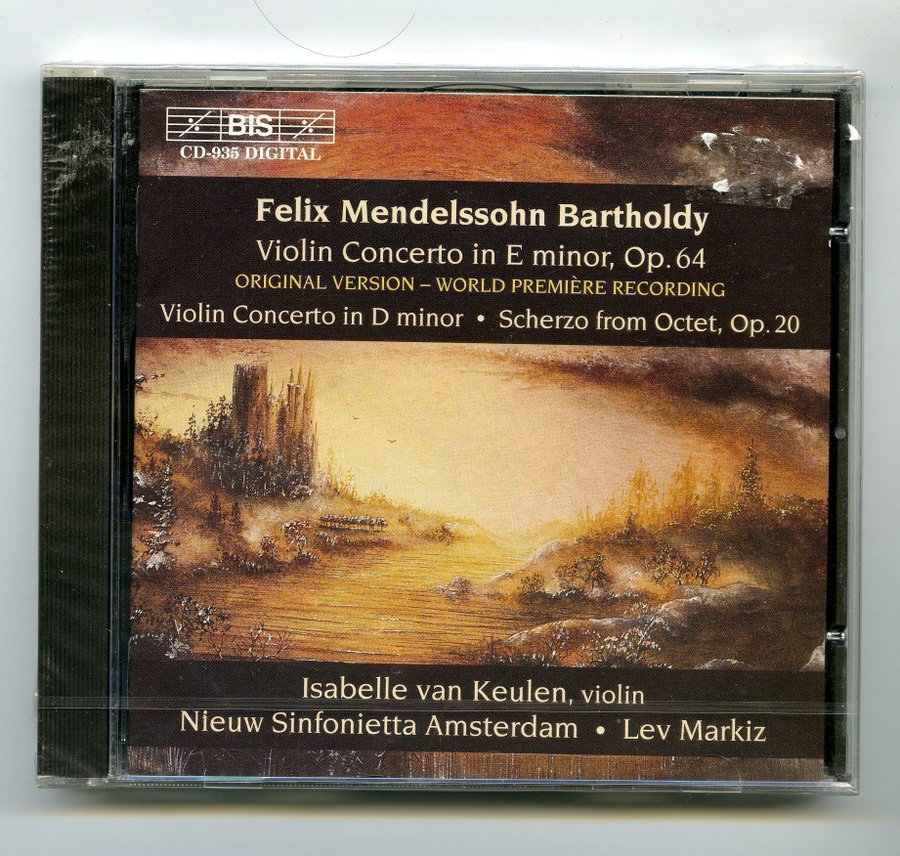 BIS
CD-935 DIGITAL
Felix Mendelssohn Bartholdy
Violin Concerto in E minor, Op. 64
ORIGINAL VERSION – WORLD PREMIÈRE RECORDING
Violin Concerto in D minor • Scherzo from Octet, Op. 20
Isabelle van Keulen, violin
Nieuw Sinfonietta Amsterdam • Lev Markiz